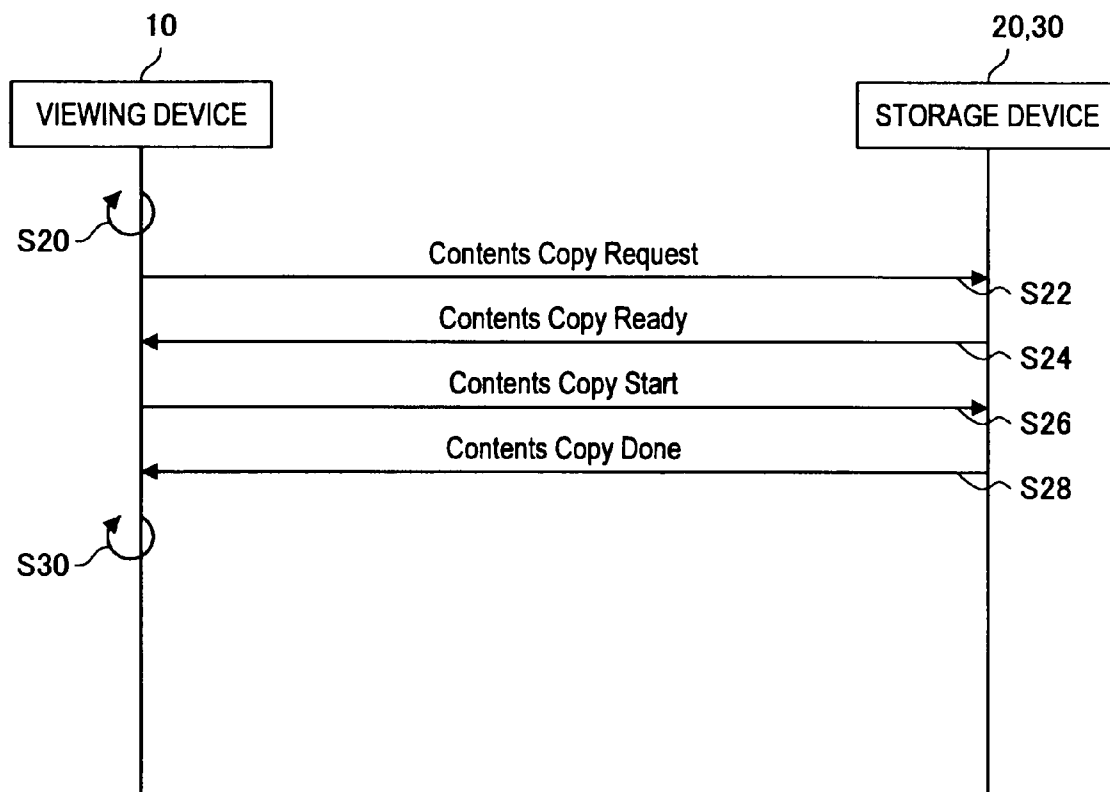 10
20,30
VIEWING DEVICE
STORAGE DEVICE
S20
Contents Copy Request
S22
Contents Copy Ready
S24
Contents Copy Start
S26
Contents Copy Done
S28
S30